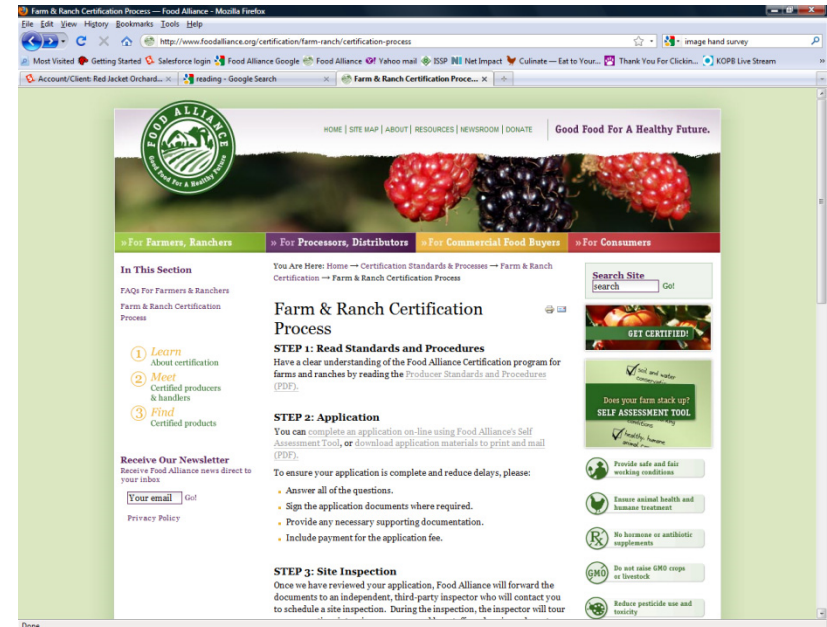 Farm & Ranch Certification Process — Food Alliance - Mozilla Firefox
File Edit View History Bookmarks Tools Help
http://www.foodalliance.org/certification/farm-ranch/certification-process
image hand survey
Most Visited Getting Started Salesforce login Food Alliance Google Food Alliance Yahoo mail ISSP Net Impact Culinate — Eat to Your... Thank You For Clickin... KOPB Live Stream
Account/Client: Red Jacket Orchard... reading - Google Search Farm & Ranch Certification Proce...
FOOD ALLIANCE
Good Food For A Healthy Future
HOME | SITE MAP | ABOUT | RESOURCES | NEWSROOM | DONATE
Good Food For A Healthy Future.
» For Farmers, Ranchers
» For Processors, Distributors
» For Commercial Food Buyers
» For Consumers
In This Section
FAQs For Farmers & Ranchers
Farm & Ranch Certification
Process
1 Learn
About certification
2 Meet
Certified producers
& handlers
3 Find
Certified products
Receive Our Newsletter
Receive Food Alliance news direct to
your inbox
Your email Go!
Privacy Policy
You Are Here: Home → Certification Standards & Processes → Farm & Ranch
Certification → Farm & Ranch Certification Process
Farm & Ranch Certification
Process
STEP 1: Read Standards and Procedures
Have a clear understanding of the Food Alliance Certification program for
farms and ranches by reading the Producer Standards and Procedures
(PDF).
STEP 2: Application
You can complete an application on-line using Food Alliance's Self
Assessment Tool, or download application materials to print and mail
(PDF).
To ensure your application is complete and reduce delays, please:
Answer all of the questions.
Sign the application documents where required.
Provide any necessary supporting documentation.
Include payment for the application fee.
STEP 3: Site Inspection
Once we have reviewed your application, Food Alliance will forward the
documents to an independent, third-party inspector who will contact you
to schedule a site inspection. During the inspection, the inspector will tour
Search Site
search Go!
GET CERTIFIED!
soil and water
conservation
Does your farm stack up?
SELF ASSESSMENT TOOL
conditions
healthy, humane
Provide safe and fair
working conditions
Ensure animal health and
humane treatment
Rx
No hormone or antibiotic
supplements
GMO
Do not raise GMO crops
or livestock
Reduce pesticide use and
toxicity
Done